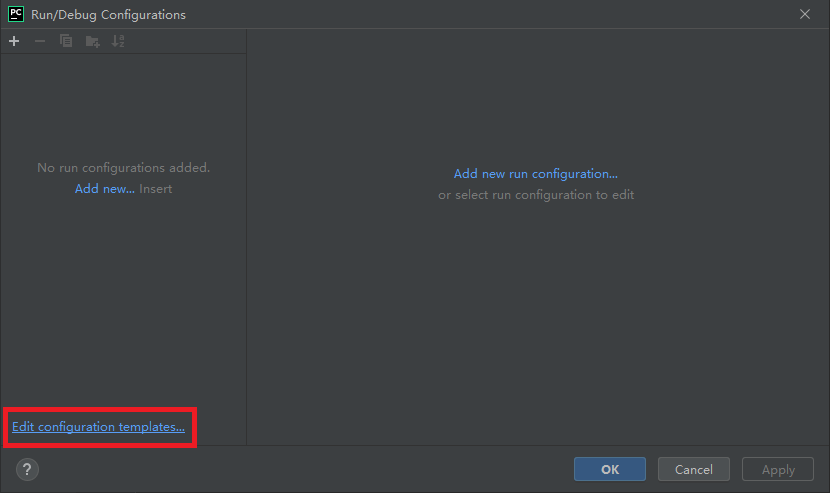 PC Run/Debug Configurations
No run configurations added.
Add new... Insert
Add new run configuration...
or select run configuration to edit
Edit configuration templates...
? OK Cancel Apply